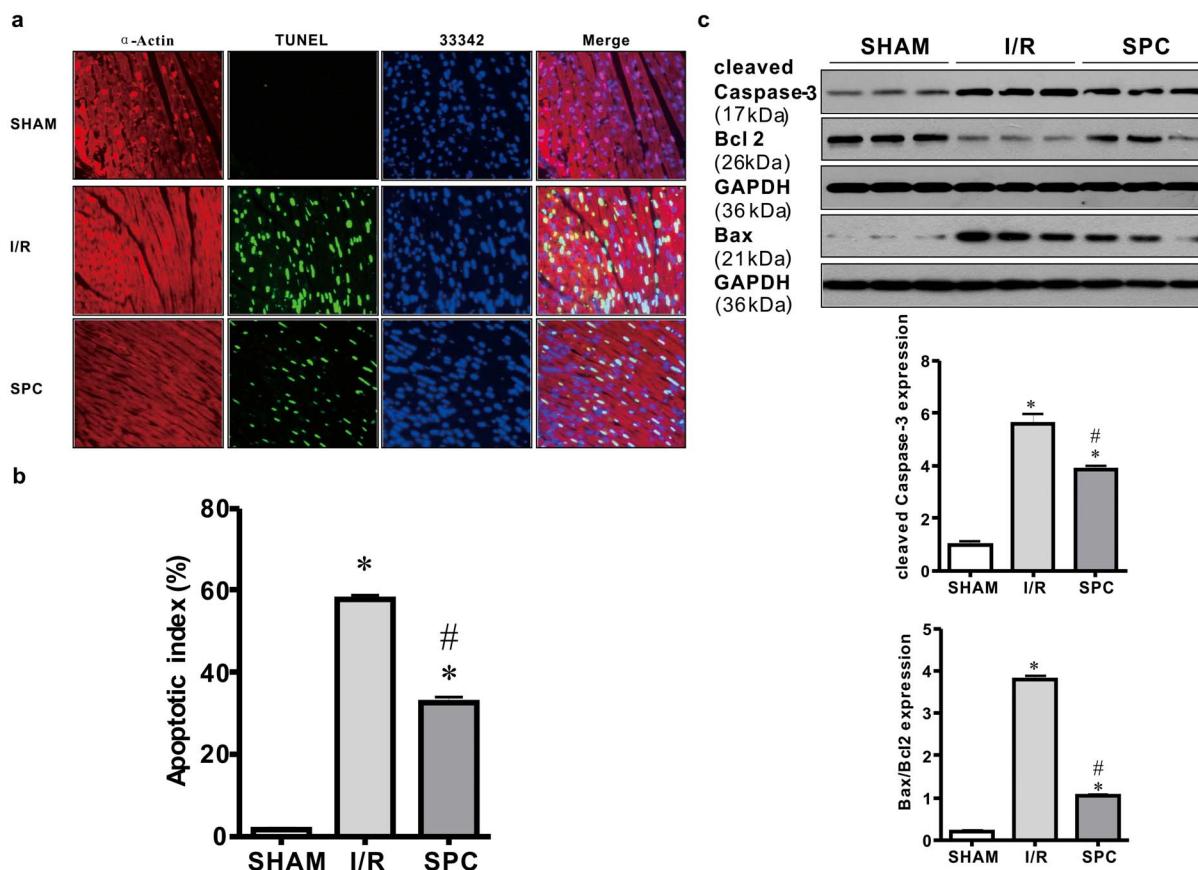 a
α-Actin TUNEL 33342 Merge
SHAM
I/R
SPC
b
80
60
40
20
0
Apoptotic index (%)
*
#
*
SHAM I/R SPC
c
SHAM I/R SPC
cleaved
Caspase-3
(17kDa)
Bcl 2
(26kDa)
GAPDH
(36kDa)
Bax
(21kDa)
GAPDH
(36kDa)
8
6
4
2
0
cleaved Caspase-3 expression
*
#
*
SHAM I/R SPC
5
4
3
2
1
0
Bax/Bcl2 expression
*
#
*
SHAM I/R SPC